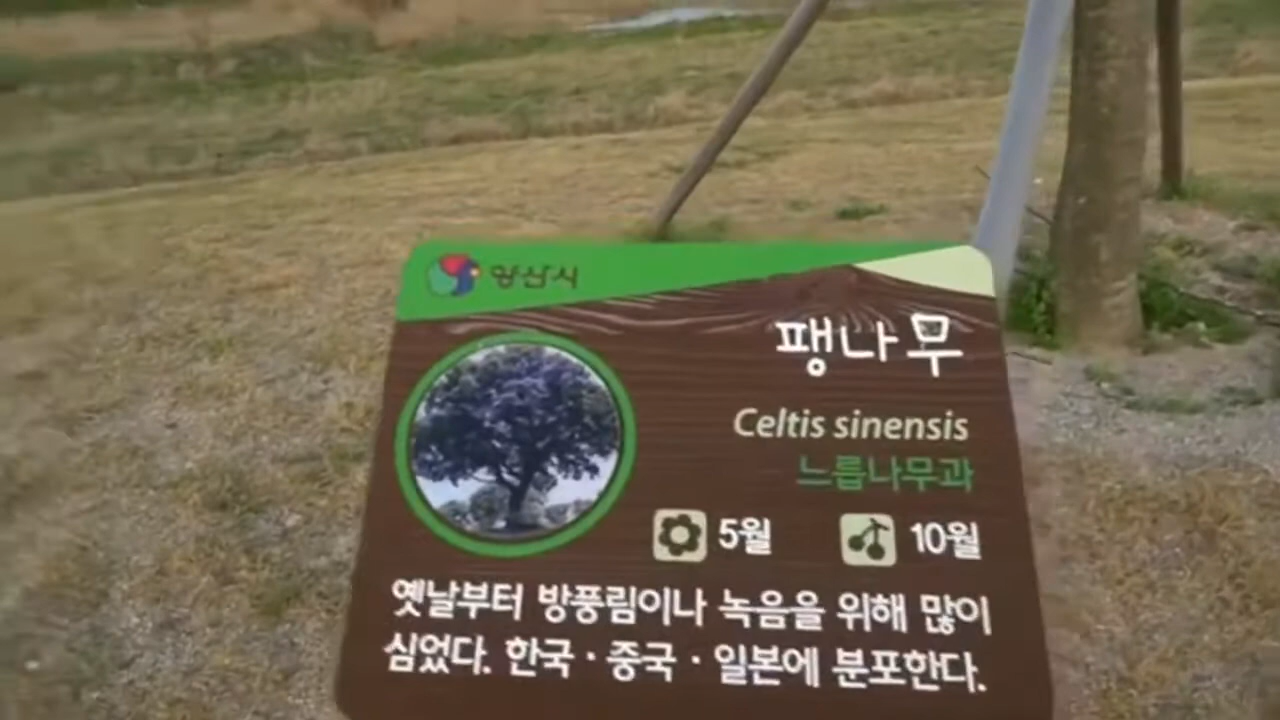 양산시
팽나무
Celtis sinensis
느릅나무과
5월 10월
옛날부터 방풍림이나 녹음을 위해 많이
심었다. 한국·중국·일본에 분포한다.